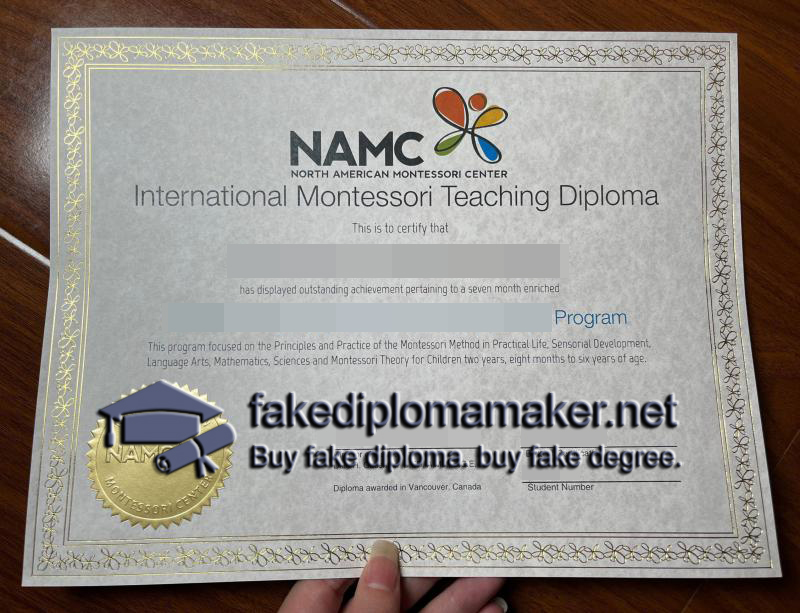 NAMC
NORTH AMERICAN MONTESSORI CENTER
International Montessori Teaching Diploma
This is to certify that
has displayed outstanding achievement pertaining to a seven month enriched
Program
This program focused on the Principles and Practice of the Montessori Method in Practical Life, Sensorial Development,
Language Arts, Mathematics, Sciences and Montessori Theory for Children two years, eight months to six years of age.
fakediplomamaker.net
Buy fake diploma. buy fake degree.
NAMC
MONTESSORI CENTER
Diploma awarded in Vancouver, Canada
Student Number